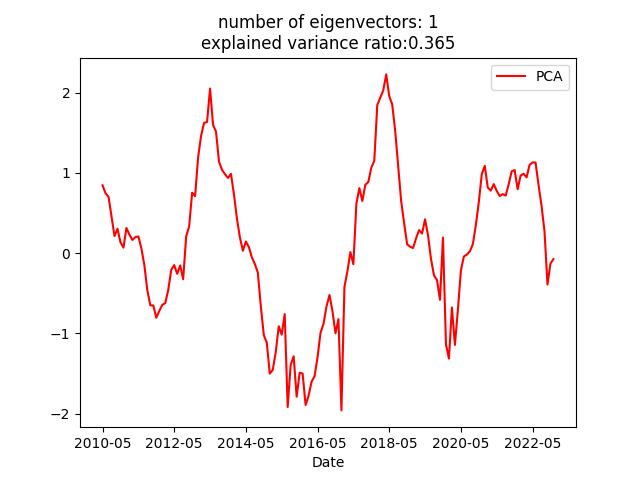 number of eigenvectors: 1
explained variance ratio:0.365
PCA
2
1
0
−1
−2
2010-05 2012-05 2014-05 2016-05 2018-05 2020-05 2022-05
Date